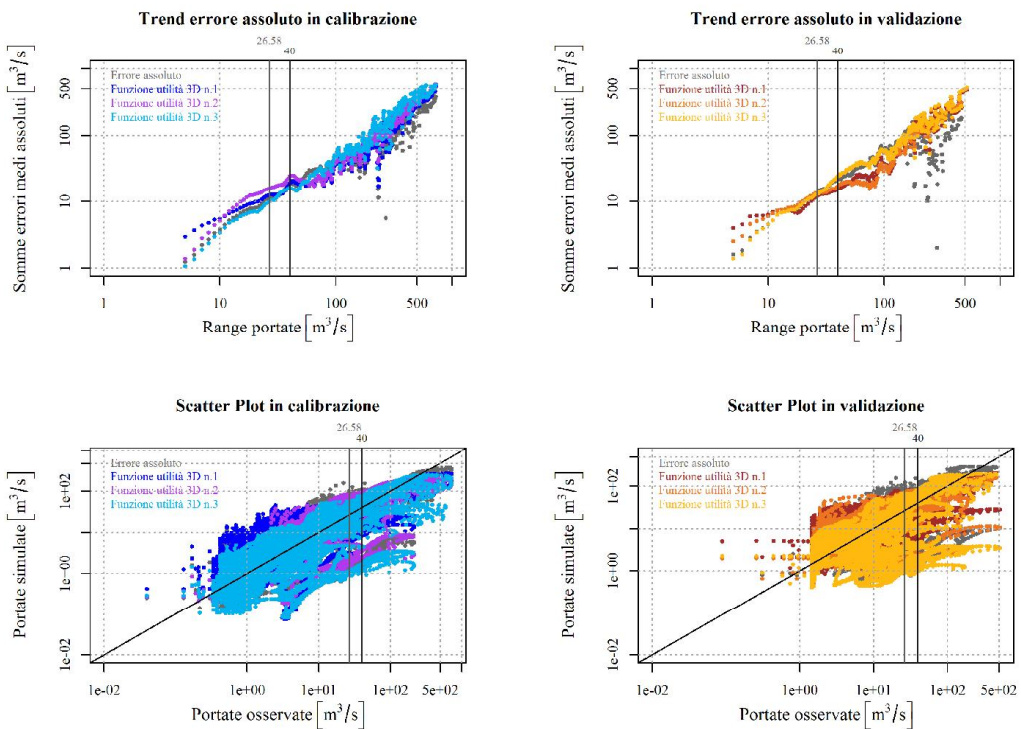 Trend errore assoluto in calibrazione
26.58
40
Somme errori medi assoluti [m³/s]
500
100
10
1
Errore assoluto
Funzione utilità 3D n.1
Funzione utilità 3D n.2
Funzione utilità 3D n.3
1 10 100 500
Range portate [m³/s]
Trend errore assoluto in validazione
26.58
40
Somme errori medi assoluti [m³/s]
500
100
10
1
Errore assoluto
Funzione utilità 3D n.1
Funzione utilità 3D n.2
Funzione utilità 3D n.3
1 10 100 500
Range portate [m³/s]
Scatter Plot in calibrazione
26.58
40
Portate simulate [m³/s]
1e+02
1e+00
1e-02
Errore assoluto
Funzione utilità 3D n.1
Funzione utilità 3D n.2
Funzione utilità 3D n.3
1e-02 1e+00 1e+01 1e+02 5e+02
Portate osservate [m³/s]
Scatter Plot in validazione
26.58
40
Portate simulate [m³/s]
1e+02
1e+00
1e-02
Errore assoluto
Funzione utilità 3D n.1
Funzione utilità 3D n.2
Funzione utilità 3D n.3
1e-02 1e+00 1e+01 1e+02 5e+02
Portate osservate [m³/s]